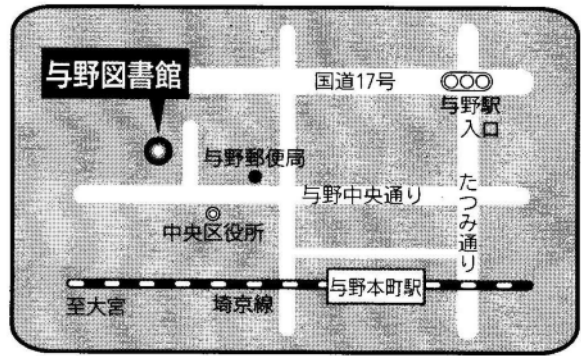 与野図書館
国道17号
与野駅
入口
与野郵便局
与野中央通り
たつみ通り
中央区役所
与野本町駅
至大宮
埼京線